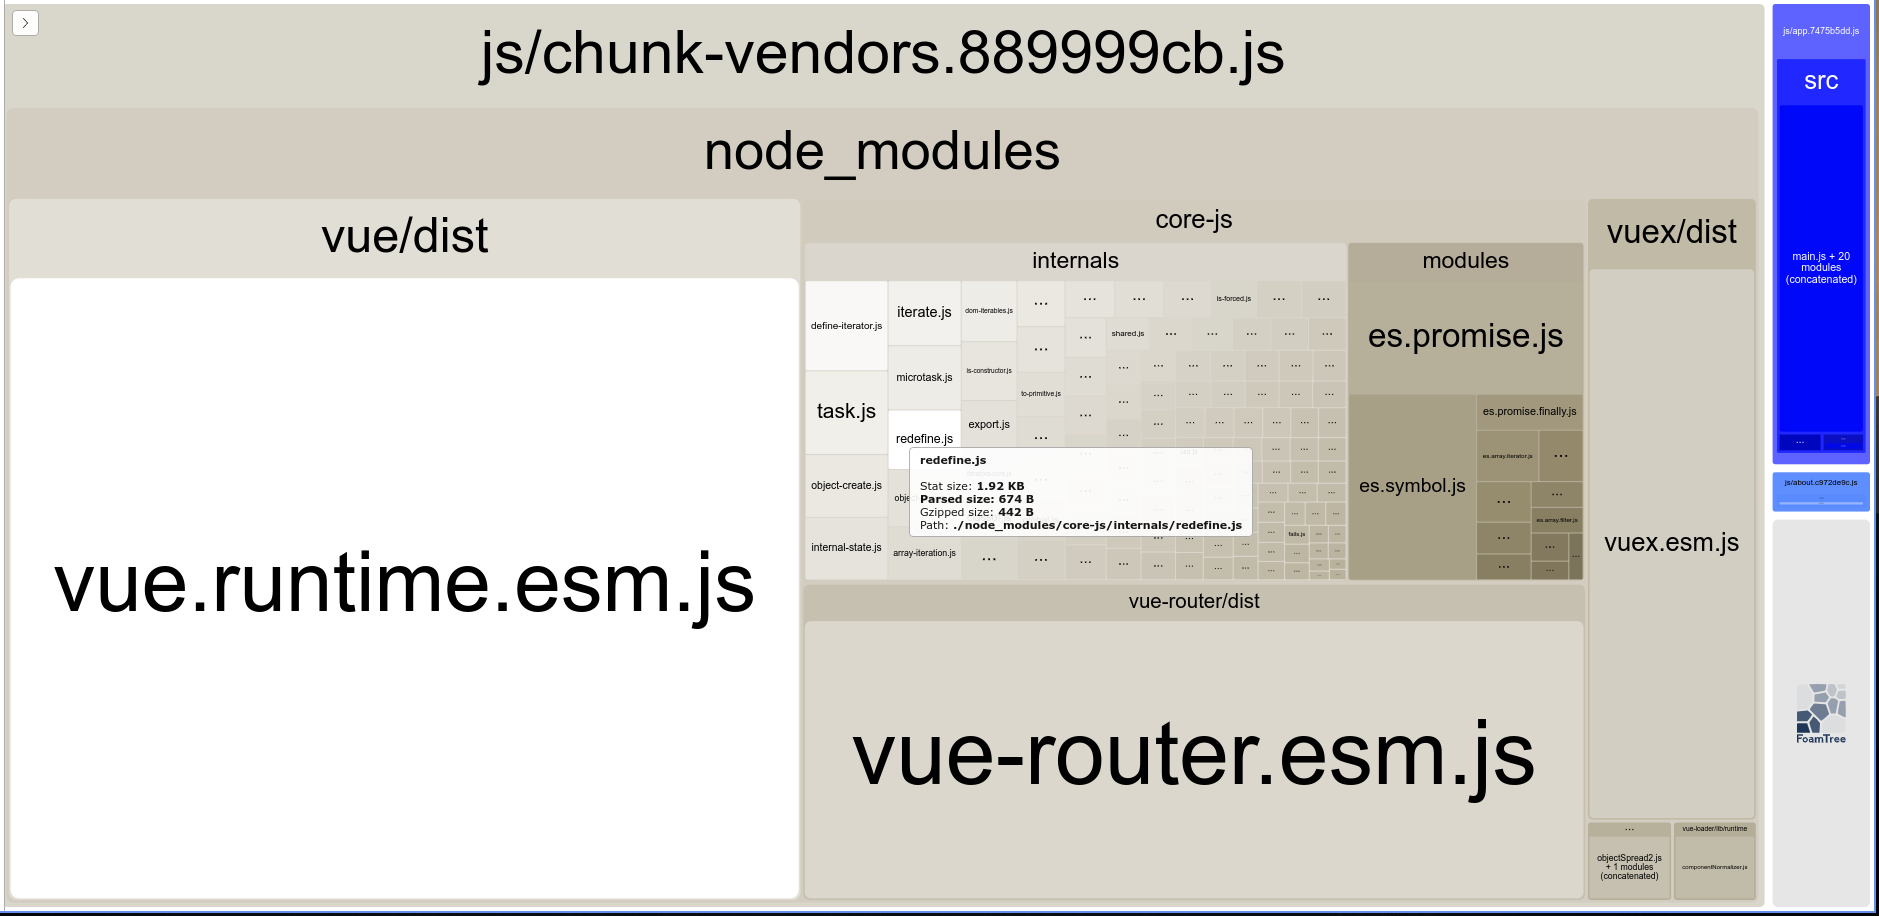 js/chunk-vendors.889999cb.js
node_modules
vue/dist
vue.runtime.esm.js
core-js
internals
define-iterator.js
iterate.js
dom-iterables.js
...
...
...
...
is-forced.js
...
...
microtask.js
is-constructor.js
...
to-primitive.js
...
shared.js
...
...
...
...
...
task.js
redefine.js
export.js
object-create.js
internal-state.js
array-iteration.js
fails.js
redefine.js
Stat size: 1.92 KB
Parsed size: 674 B
Gzipped size: 442 B
Path: ./node_modules/core-js/internals/redefine.js
modules
es.promise.js
es.symbol.js
es.promise.finally.js
es.array.iterator.js
...
...
...
es.array.filter.js
...
...
...
...
...
vue-router/dist
vue-router.esm.js
vuex/dist
vuex.esm.js
...
objectSpread2.js
+ 1 modules
(concatenated)
vue-loader/lib/runtime
componentNormalizer.js
js/app.7475b5dd.js
src
main.js + 20
modules
(concatenated)
...
js/about.c972de9c.js
FoamTree